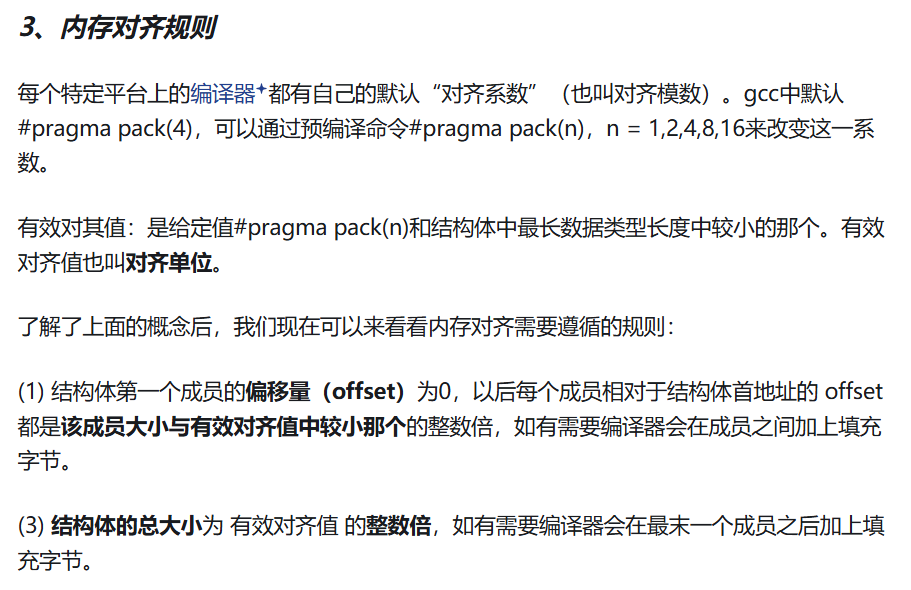 3、内存对齐规则
每个特定平台上的编译器都有自己的默认“对齐系数”（也叫对齐模数）。gcc中默认
#pragma pack(4)，可以通过预编译命令#pragma pack(n)，n = 1,2,4,8,16来改变这一系
数。
有效对其值：是给定值#pragma pack(n)和结构体中最长数据类型长度中较小的那个。有效
对齐值也叫对齐单位。
了解了上面的概念后，我们现在可以来看看内存对齐需要遵循的规则：
(1) 结构体第一个成员的偏移量（offset）为0，以后每个成员相对于结构体首地址的 offset
都是该成员大小与有效对齐值中较小那个的整数倍，如有需要编译器会在成员之间加上填充
字节。
(3) 结构体的总大小为 有效对齐值 的整数倍，如有需要编译器会在最末一个成员之后加上填
充字节。